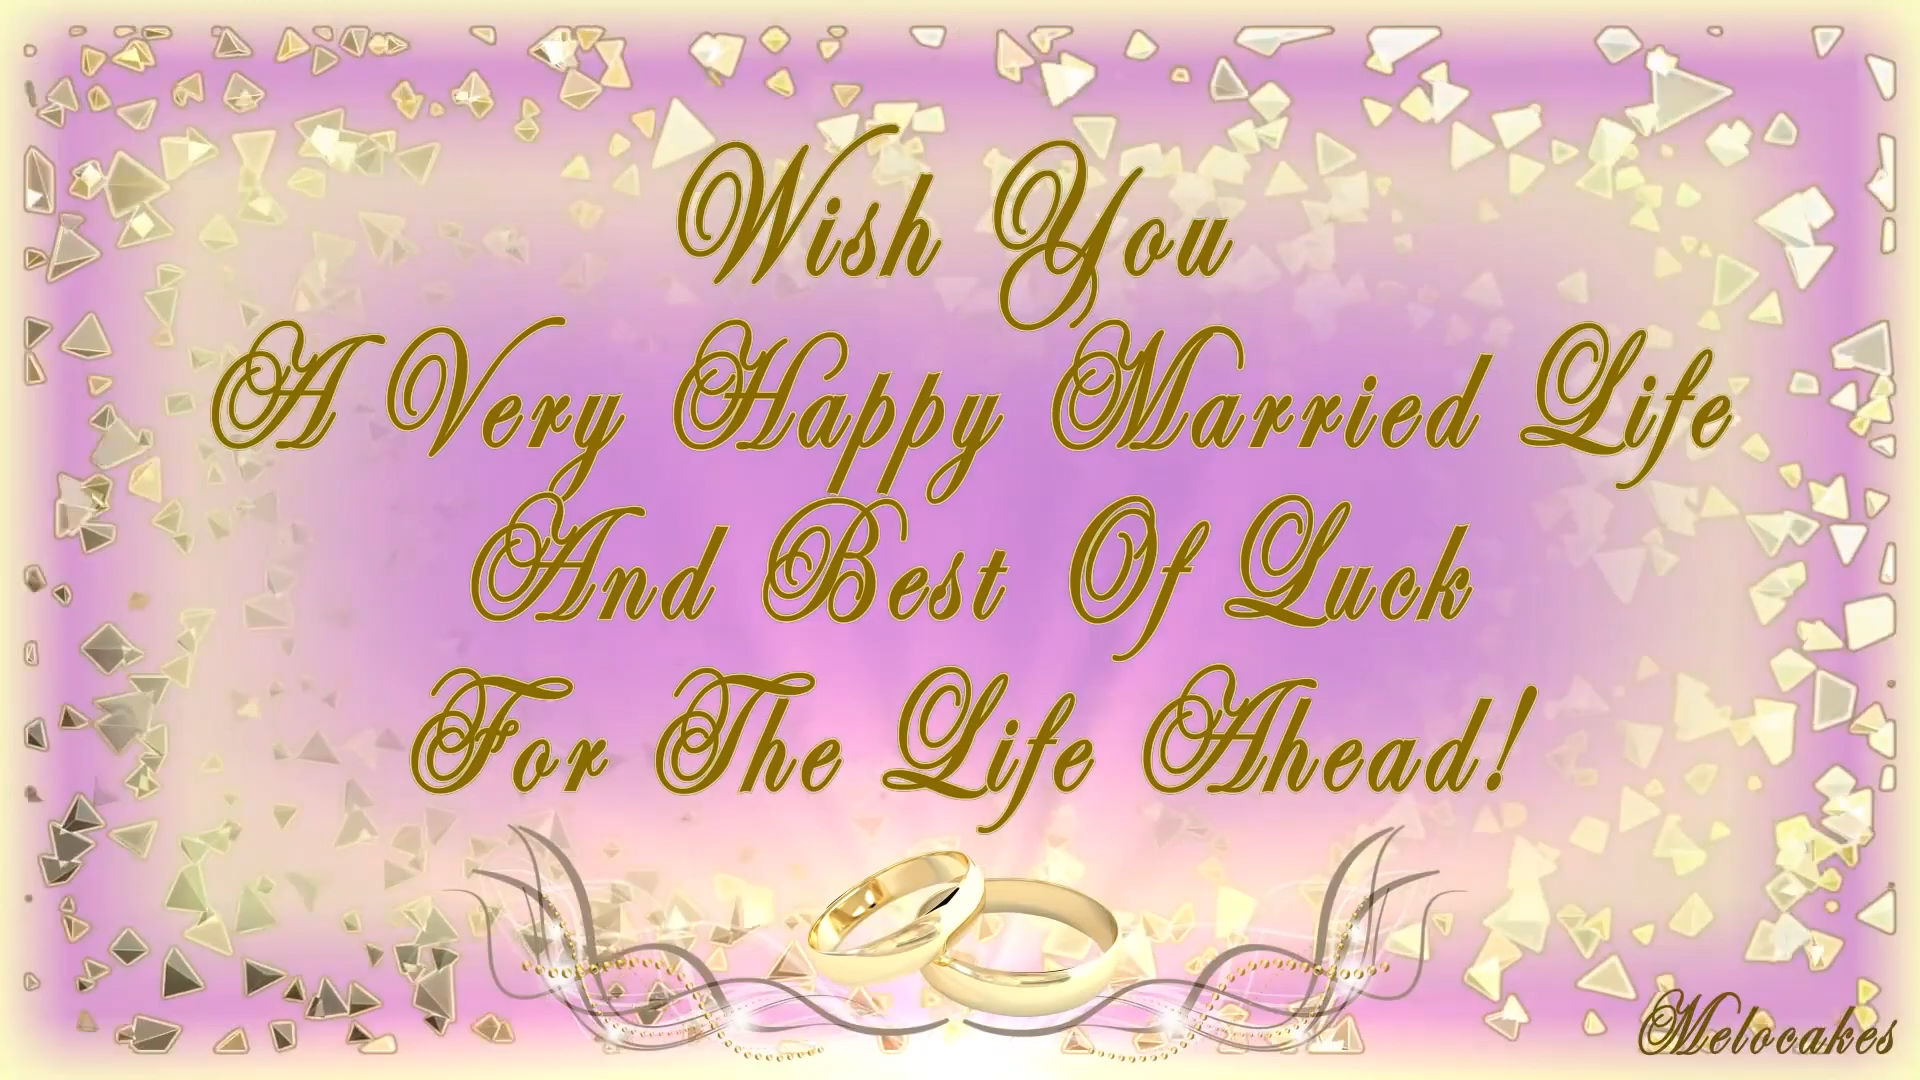 Wish You
A Very Happy Married Life
And Best Of Luck
For The Life Ahead!
Melocakes